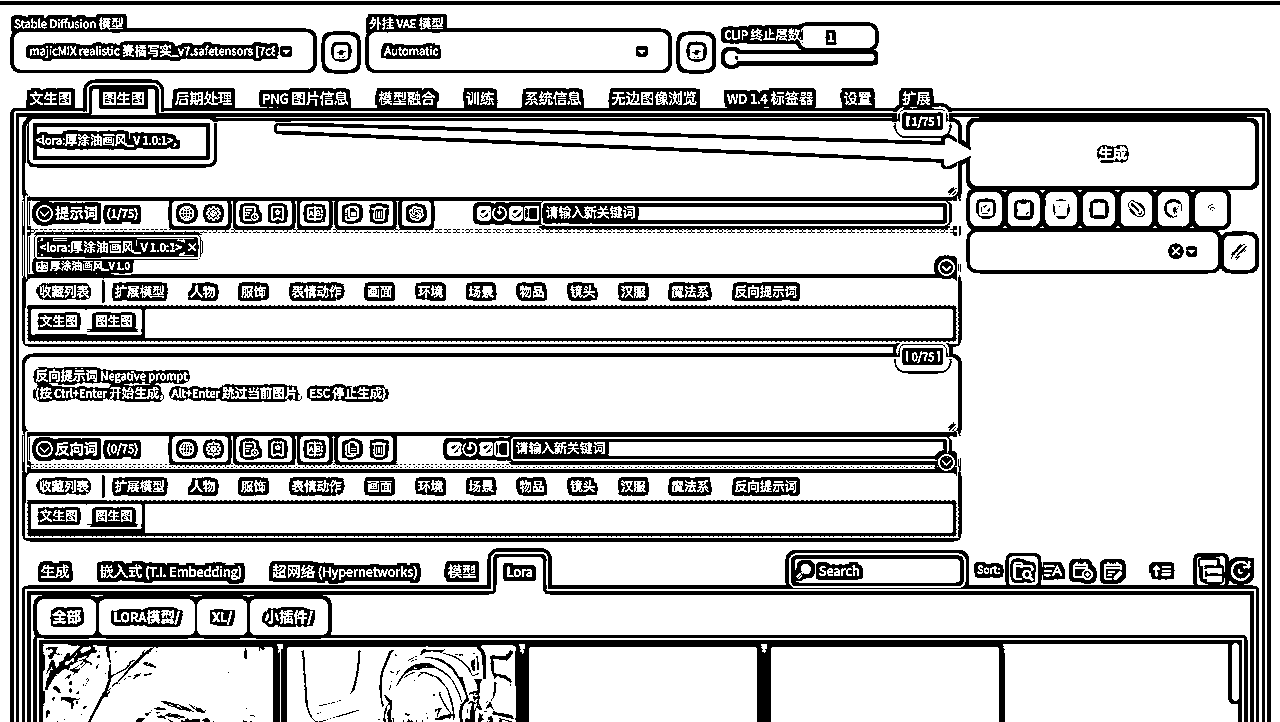 Stable Diffusion 模型
外挂 VAE 模型
CLIP 终止层数 1
majicMIX realistic 麦橘写实_v7.safetensors [7c8
Automatic
文生图 图生图 后期处理 PNG 图片信息 模型融合 训练 系统信息 无边图像浏览 WD 1.4 标签器 设置 扩展
1/75
<lora:厚涂油画风_V1.0:1>,
生成
提示词 (1/75) 请输入新关键词
<lora:厚涂油画风_V1.0:1> ×
厚涂油画风_V1.0
收藏列表 扩展模型 人物 服饰 表情动作 画面 环境 场景 物品 镜头 汉服 魔法系 反向提示词
文生图 图生图
0/75
反向提示词 Negative prompt
(按 Ctrl+Enter 开始生成, Alt+Enter 跳过当前图片, ESC 停止生成)
反向词 (0/75) 请输入新关键词
收藏列表 扩展模型 人物 服饰 表情动作 画面 环境 场景 物品 镜头 汉服 魔法系 反向提示词
文生图 图生图
生成 嵌入式 (T.I. Embedding) 超网络 (Hypernetworks) 模型 Lora Search Sort:
全部 LORA模型/ XL/ 小插件/